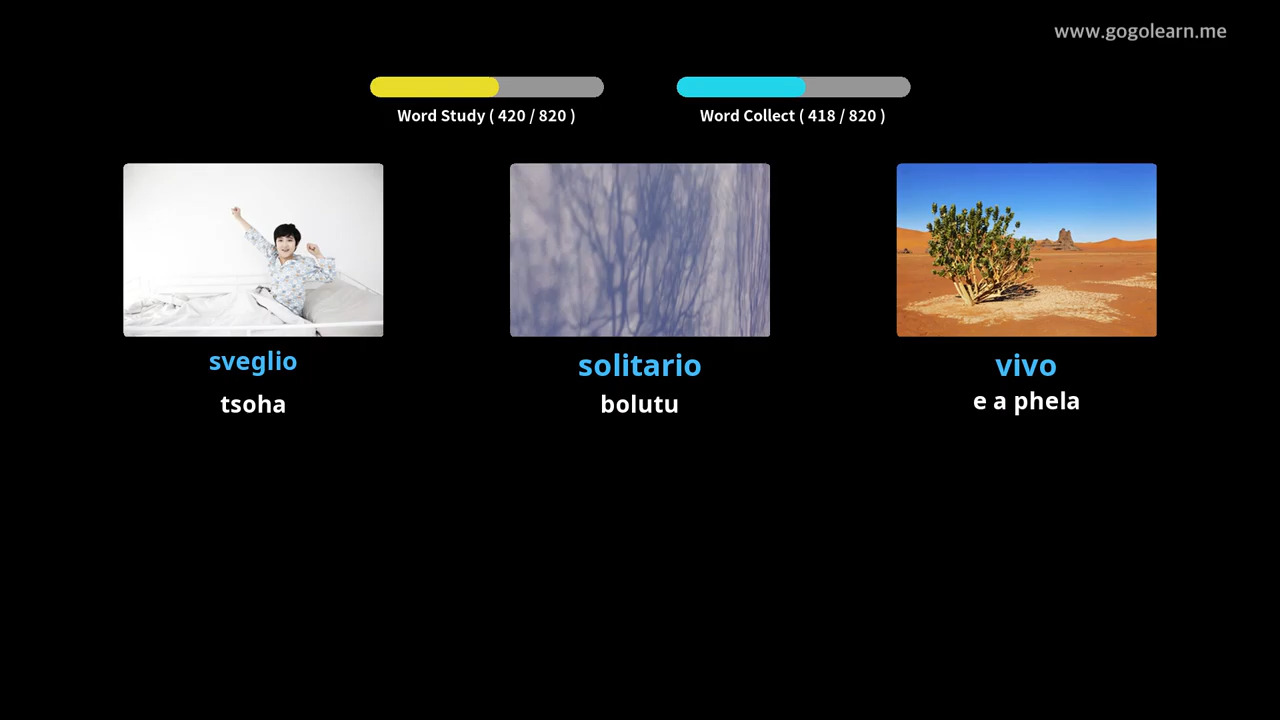 www.gogolearn.me
Word Study ( 420 / 820 )
Word Collect ( 418 / 820 )
sveglio
tsoha
solitario
bolutu
vivo
e a phela